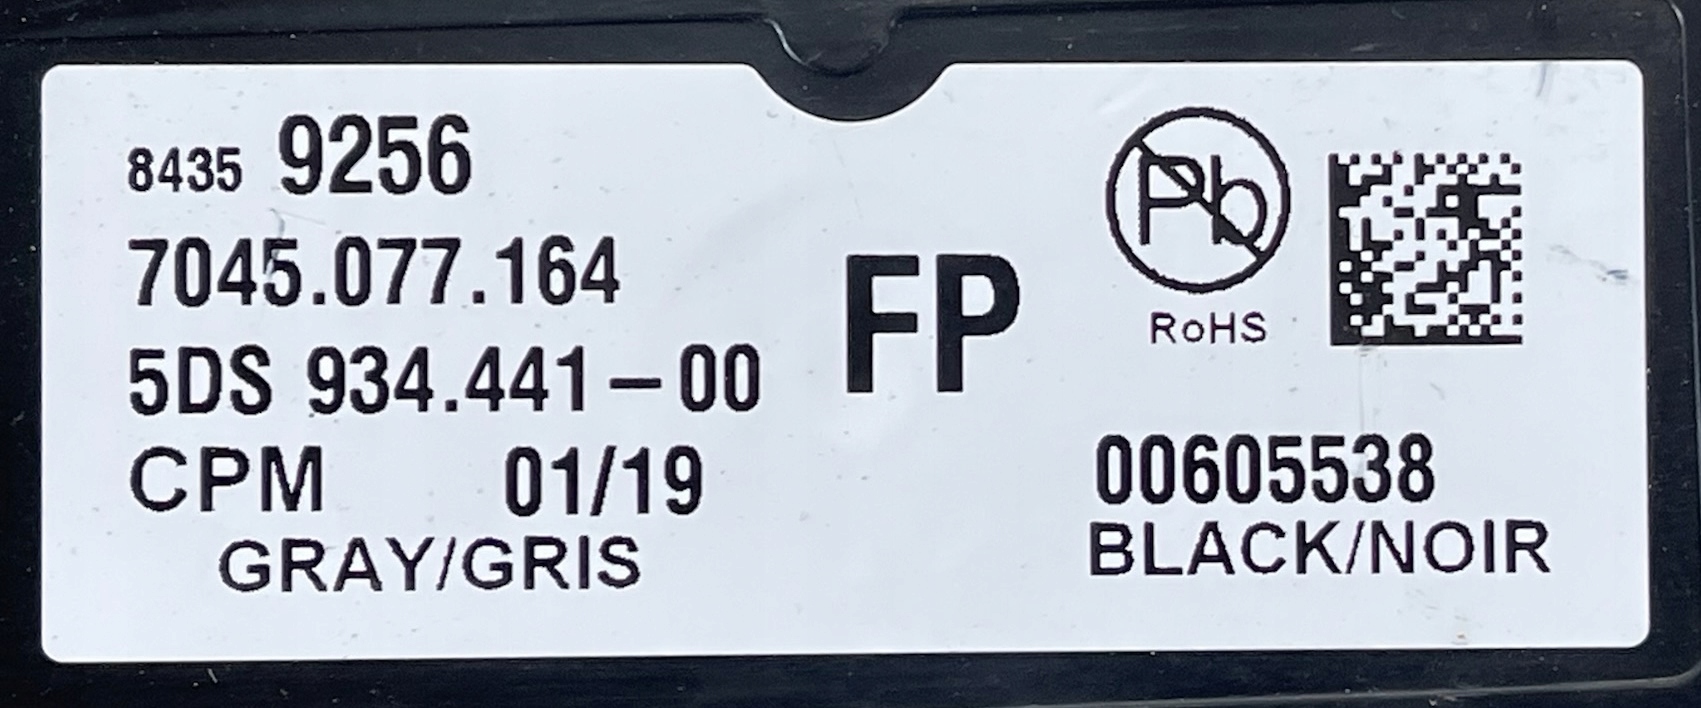 8435 9256
7045.077.164
5DS 934.441-00
CPM 01/19
GRAY/GRIS
FP
Pb
RoHS
00605538
BLACK/NOIR